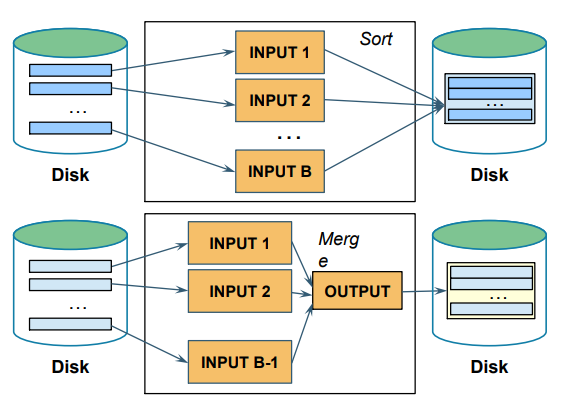 Sort
INPUT 1
INPUT 2
...
INPUT B
...
...
Disk
Disk
Merg
e
INPUT 1
INPUT 2
OUTPUT
INPUT B-1
...
...
Disk
Disk